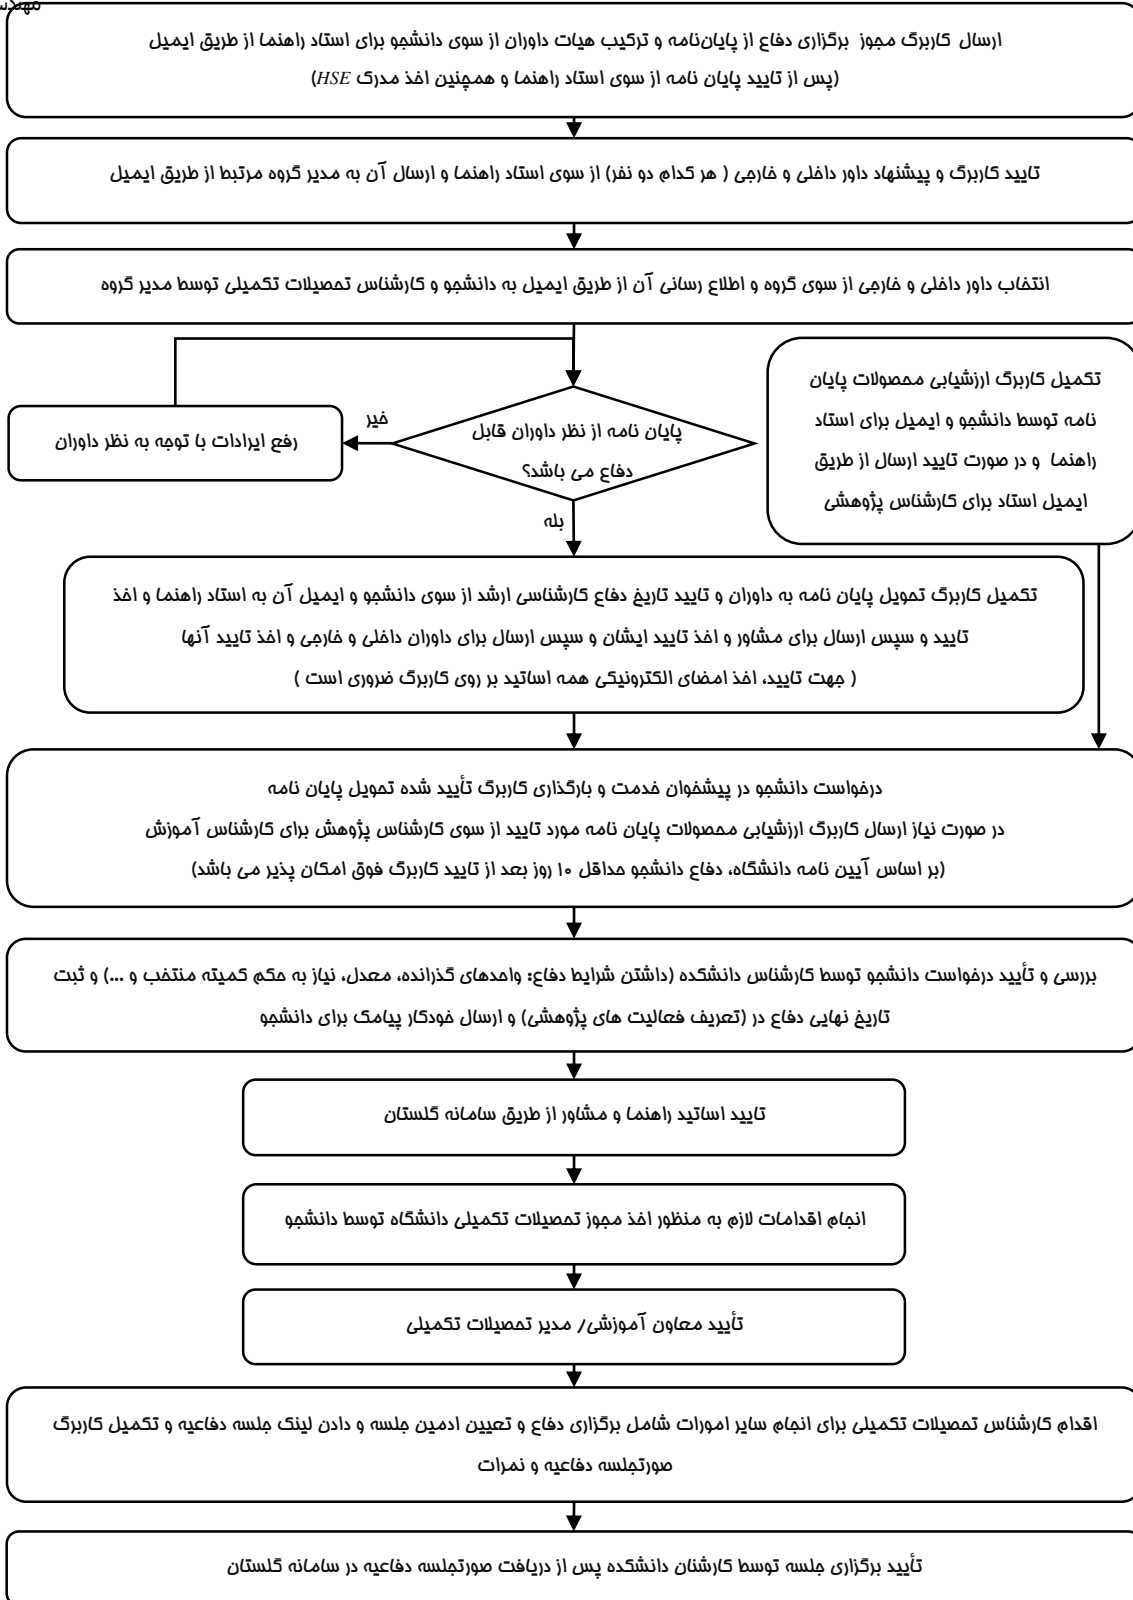 ارسال کاربرگ مجوز برگزاری دفاع از پایان‌نامه و ترکیب هیات داوران از سوی دانشجو برای استاد راهنما از طریق ایمیل
(پس از تایید پایان نامه از سوی استاد راهنما و همچنین اخذ مدرک HSE)
تایید کاربرگ و پیشنهاد داور داخلی و خارجی ( هر کدام دو نفر) از سوی استاد راهنما و ارسال آن به مدیر گروه مرتبط از طریق ایمیل
انتخاب داور داخلی و خارجی از سوی گروه و اطلاع رسانی آن از طریق ایمیل به دانشجو و کارشناس تحصیلات تکمیلی توسط مدیر گروه
تکمیل کاربرگ ارزشیابی محصولات پایان
نامه توسط دانشجو و ایمیل برای استاد
راهنما و در صورت تایید ارسال از طریق
ایمیل استاد برای کارشناس پژوهشی
پایان نامه از نظر داوران قابل
دفاع می باشد؟
خیر
رفع ایرادات با توجه به نظر داوران
بله
تکمیل کاربرگ تحویل پایان نامه به داوران و تایید تاریخ دفاع کارشناسی ارشد از سوی دانشجو و ایمیل آن به استاد راهنما و اخذ
تایید و سپس ارسال برای مشاور و اخذ تایید ایشان و سپس ارسال برای داوران داخلی و خارجی و اخذ تایید آنها
( جهت تایید، اخذ امضای الکترونیکی همه اساتید بر روی کاربرگ ضروری است )
درخواست دانشجو در پیشخوان خدمت و بارگذاری کاربرگ تأیید شده تحویل پایان نامه
در صورت نیاز ارسال کاربرگ ارزشیابی محصولات پایان نامه مورد تایید از سوی کارشناس پژوهش برای کارشناس آموزش
(بر اساس آیین نامه دانشگاه، دفاع دانشجو حداقل ۱۰ روز بعد از تایید کاربرگ فوق امکان پذیر می باشد)
بررسی و تأیید درخواست دانشجو توسط کارشناس دانشکده (داشتن شرایط دفاع: واحدهای گذرانده، معدل، نیاز به حکم کمیته منتخب و ...) و ثبت
تاریخ نهایی دفاع در (تعریف فعالیت های پژوهشی) و ارسال خودکار پیامک برای دانشجو
تایید اساتید راهنما و مشاور از طریق سامانه گلستان
انجام اقدامات لازم به منظور اخذ مجوز تحصیلات تکمیلی دانشگاه توسط دانشجو
تأیید معاون آموزشی/ مدیر تحصیلات تکمیلی
اقدام کارشناس تحصیلات تکمیلی برای انجام سایر امورات شامل برگزاری دفاع و تعیین ادمین جلسه و دادن لینک جلسه دفاعیه و تکمیل کاربرگ
صورتجلسه دفاعیه و نمرات
تأیید برگزاری جلسه توسط کارشنان دانشکده پس از دریافت صورتجلسه دفاعیه در سامانه گلستان